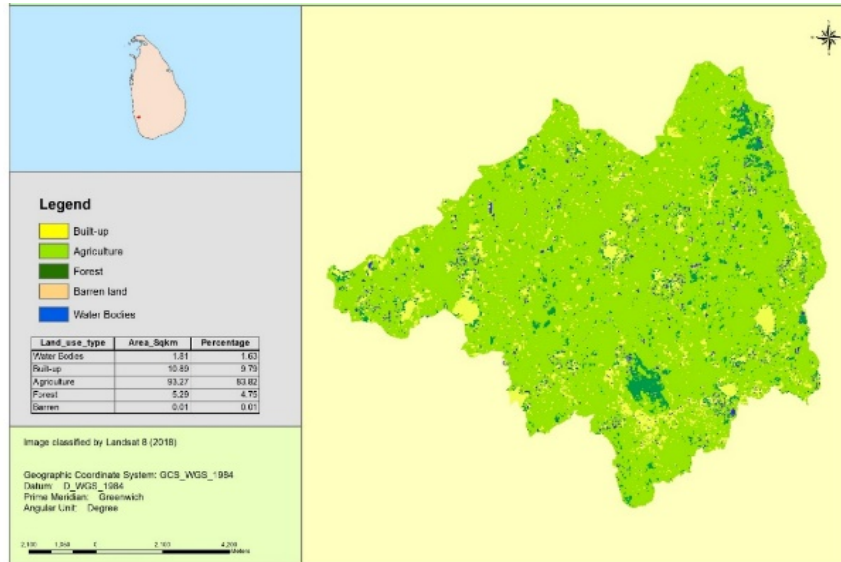 Legend
Built-up
Agriculture
Forest
Barren land
Water Bodies
Land_use_type Area_Sqkm Percentage
Water Bodies 1.81 1.63
Built-up 10.89 9.79
Agriculture 93.27 83.82
Forest 5.29 4.75
Barren 0.01 0.01
Image classified by Landsat 8 (2018)
Geographic Coordinate System: GCS_WGS_1984
Datum: D_WGS_1984
Prime Meridian: Greenwich
Angular Unit: Degree
2,100 1,050 0 2,100 4,200
Meters